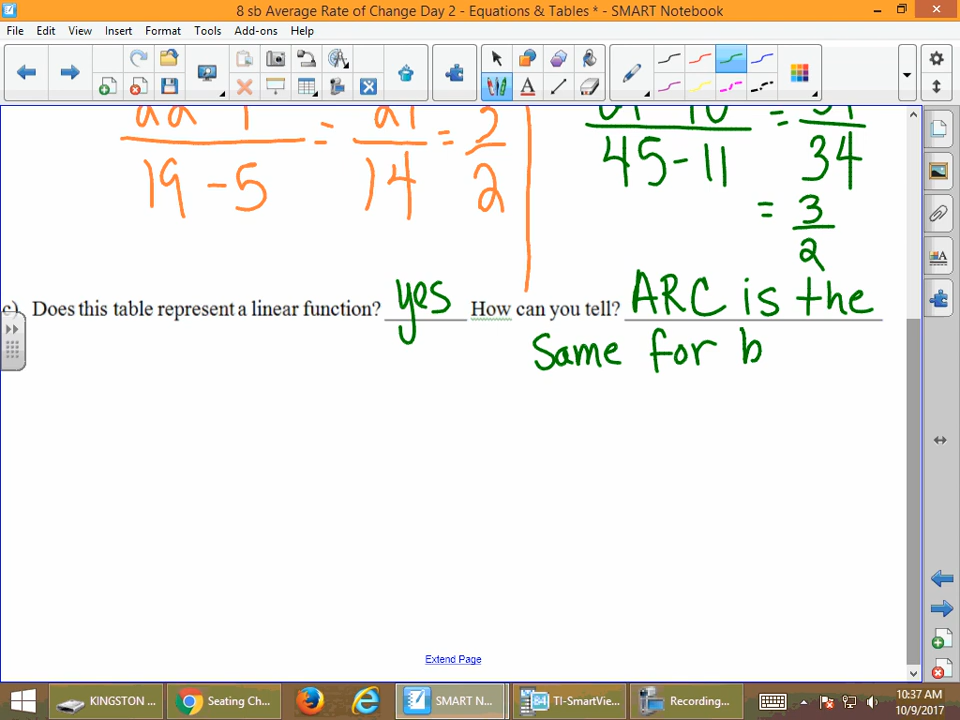 8 sb Average Rate of Change Day 2 - Equations & Tables * - SMART Notebook
File Edit View Insert Format Tools Add-ons Help
= = 2
19 - 5 14 2
45 - 11 34
= 3
2
c). Does this table represent a linear function? yes How can you tell? ARC is the
same for b
Extend Page
KINGSTON ... Seating Ch... SMART N... TI-SmartVie... Recording... 10:37 AM
10/9/2017